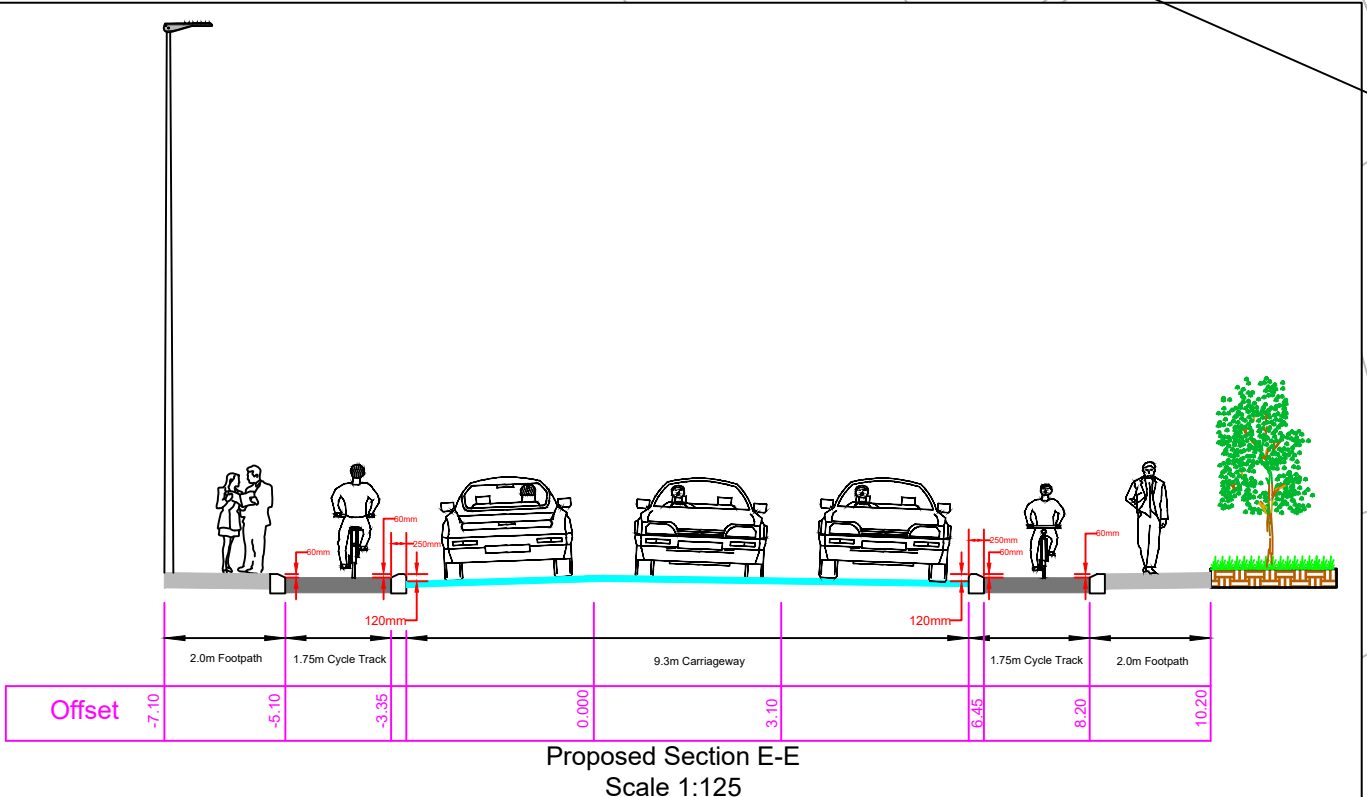 60mm
250mm
60mm
250mm
60mm
60mm
120mm
120mm
2.0m Footpath
1.75m Cycle Track
9.3m Carriageway
1.75m Cycle Track
2.0m Footpath
Offset
-7.10
-5.10
-3.35
0.000
3.10
6.45
8.20
10.20
Proposed Section E-E
Scale 1:125